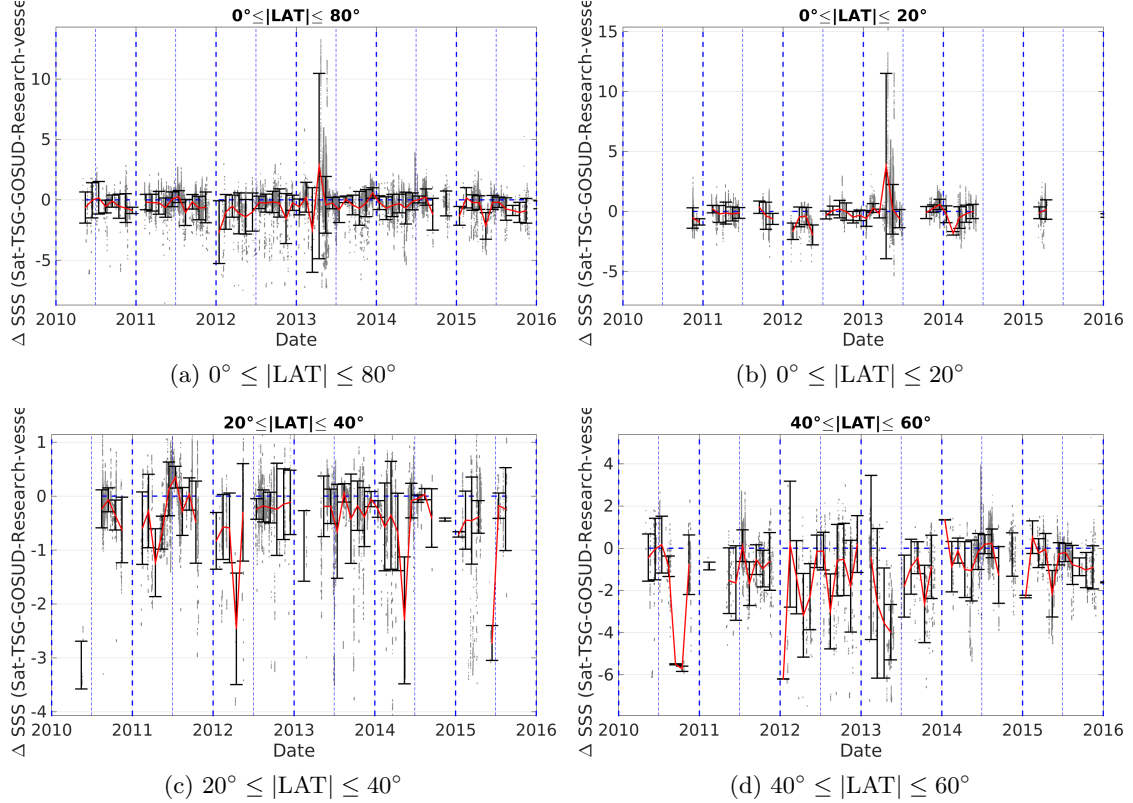 0°≤|LAT|≤ 80°
Δ SSS (Sat-TSG-GOSUD-Research-vesse
10
5
0
-5
2010 2011 2012 2013 2014 2015 2016
Date
(a) 0° ≤ |LAT| ≤ 80°
0°≤|LAT|≤ 20°
Δ SSS (Sat-TSG-GOSUD-Research-vesse
15
10
5
0
-5
2010 2011 2012 2013 2014 2015 2016
Date
(b) 0° ≤ |LAT| ≤ 20°
20°≤|LAT|≤ 40°
Δ SSS (Sat-TSG-GOSUD-Research-vesse
1
0
-1
-2
-3
-4
2010 2011 2012 2013 2014 2015 2016
Date
(c) 20° ≤ |LAT| ≤ 40°
40°≤|LAT|≤ 60°
Δ SSS (Sat-TSG-GOSUD-Research-vesse
4
2
0
-2
-4
-6
2010 2011 2012 2013 2014 2015 2016
Date
(d) 40° ≤ |LAT| ≤ 60°